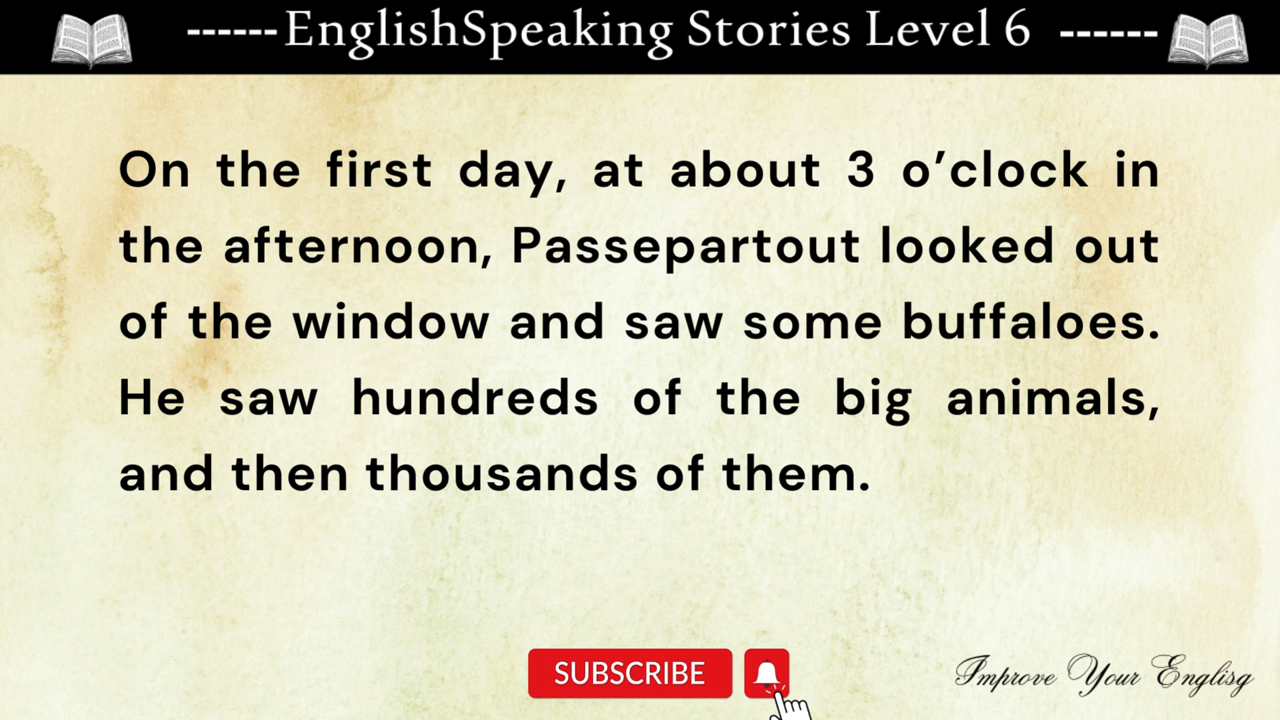 ------EnglishSpeaking Stories Level 6 ------
On the first day, at about 3 o’clock in
the afternoon, Passepartout looked out
of the window and saw some buffaloes.
He saw hundreds of the big animals,
and then thousands of them.
SUBSCRIBE
Improve Your Englisg